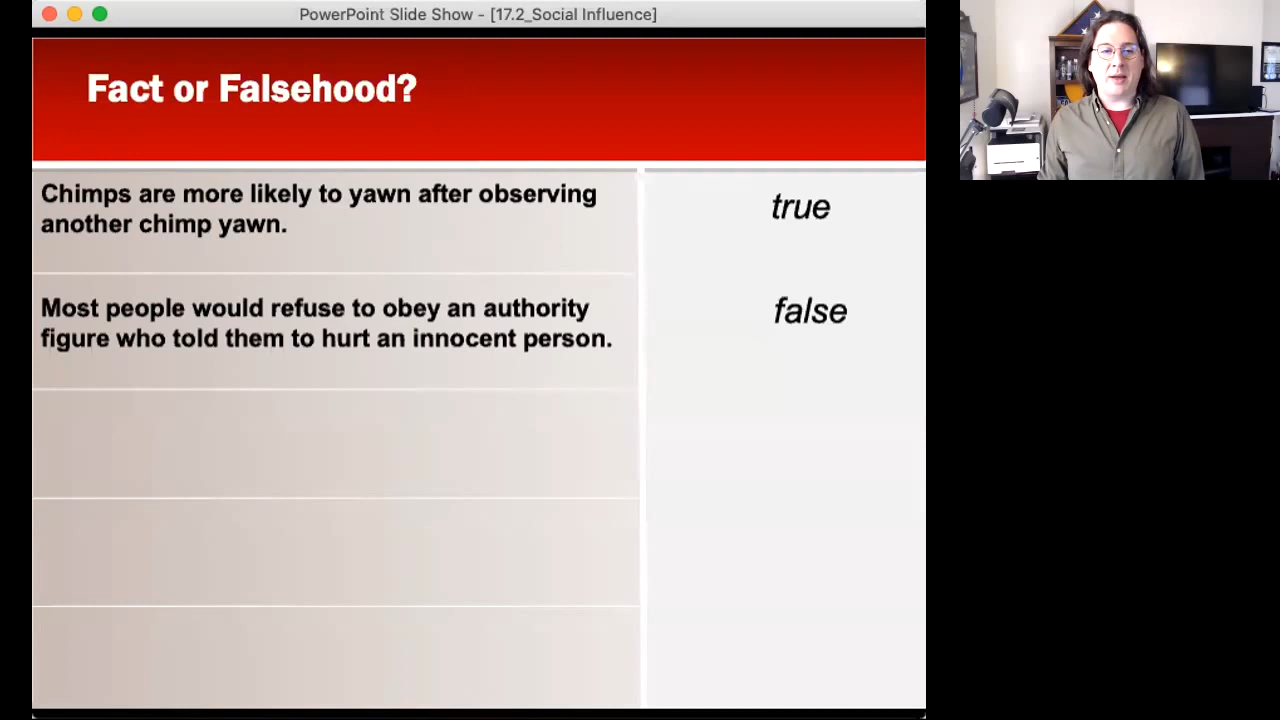 PowerPoint Slide Show - [17.2_Social Influence]
Fact or Falsehood?
Chimps are more likely to yawn after observing
another chimp yawn.
true
Most people would refuse to obey an authority
figure who told them to hurt an innocent person.
false